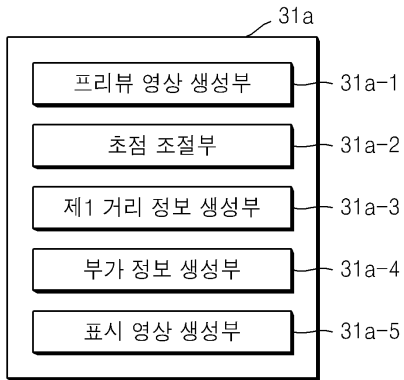 31a
프리뷰 영상 생성부 31a-1
초점 조절부 31a-2
제1 거리 정보 생성부 31a-3
부가 정보 생성부 31a-4
표시 영상 생성부 31a-5